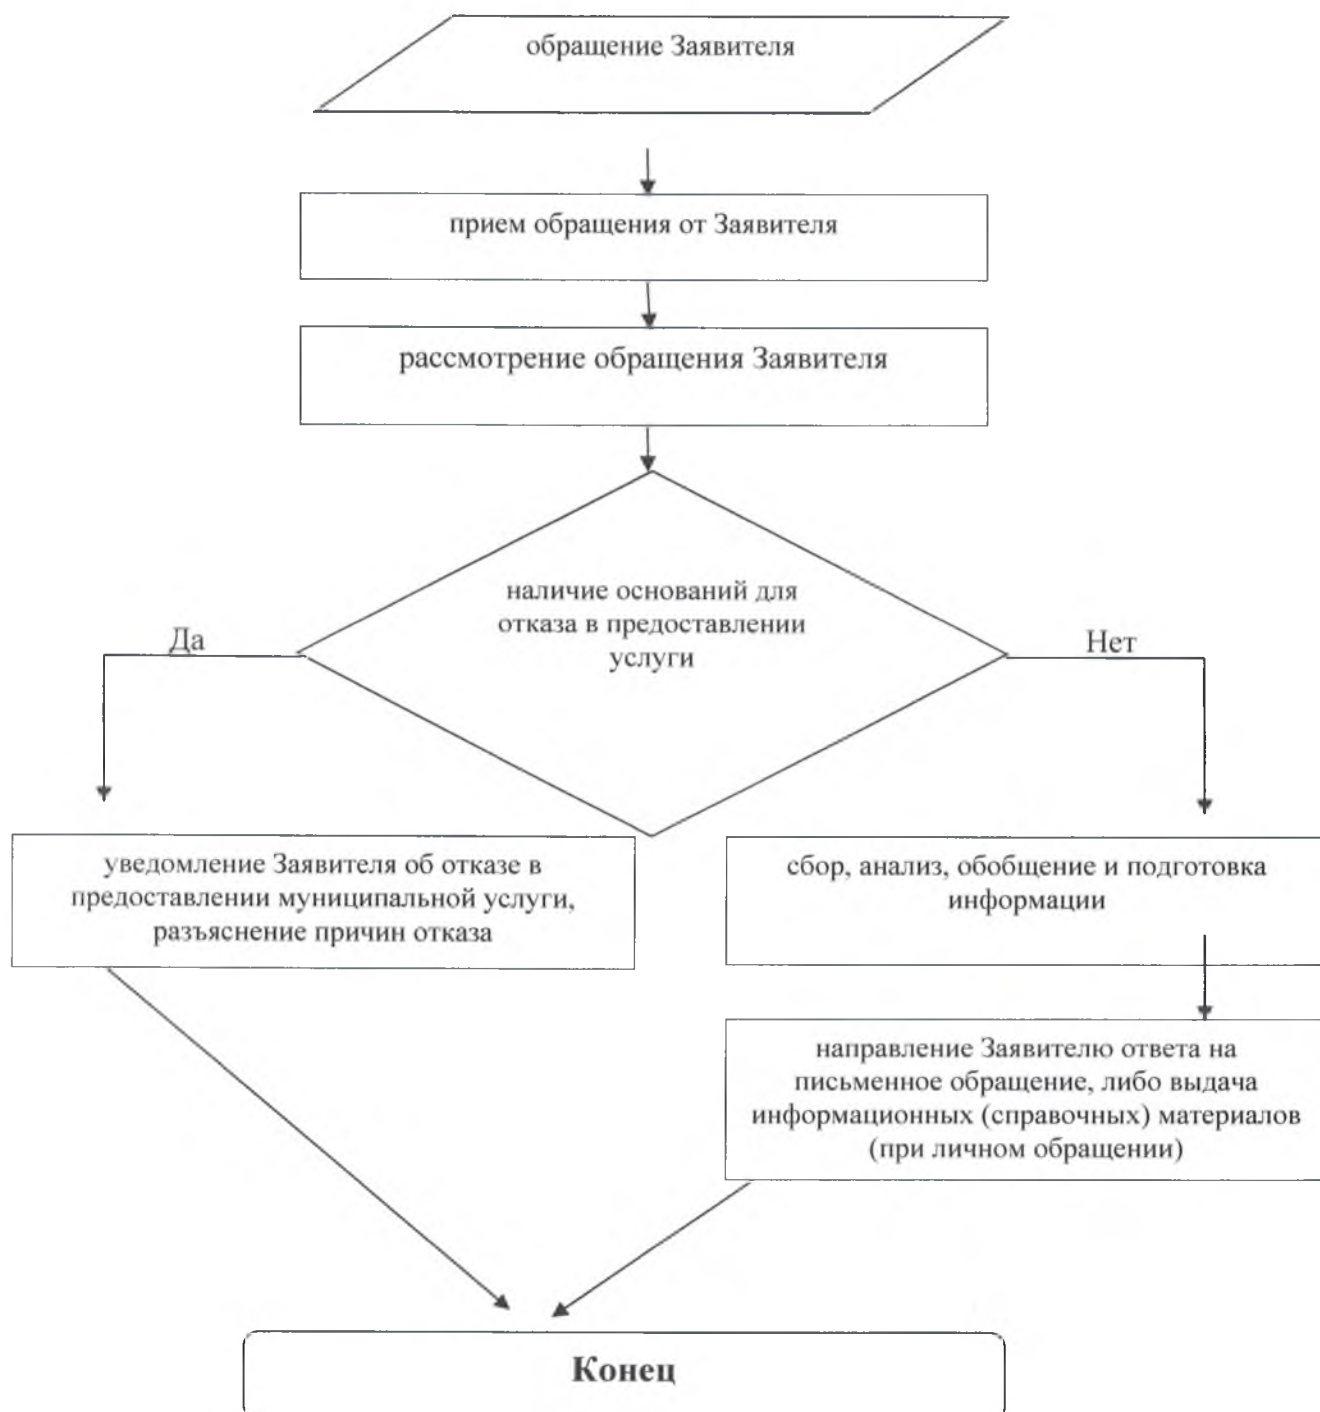 обращение Заявителя
прием обращения от Заявителя
рассмотрение обращения Заявителя
наличие оснований для
отказа в предоставлении
услуги
Да
Нет
уведомление Заявителя об отказе в
предоставлении муниципальной услуги,
разъяснение причин отказа
сбор, анализ, обобщение и подготовка
информации
направление Заявителю ответа на
письменное обращение, либо выдача
информационных (справочных) материалов
(при личном обращении)
Конец